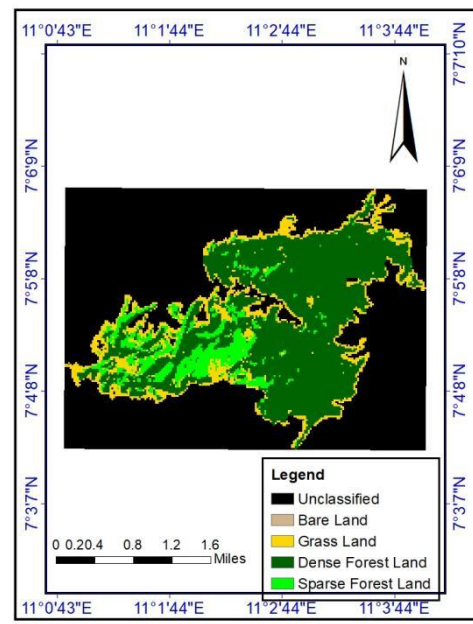 11°0'43"E 11°1'44"E 11°2'44"E 11°3'44"E
7°7'10"N 7°6'9"N 7°5'8"N 7°4'8"N 7°3'7"N
N
7°6'9"N 7°5'8"N 7°4'8"N 7°3'7"N
Legend
Unclassified
Bare Land
Grass Land
Dense Forest Land
Sparse Forest Land
0 0.20.4 0.8 1.2 1.6
Miles
11°0'43"E 11°1'44"E 11°2'44"E 11°3'44"E